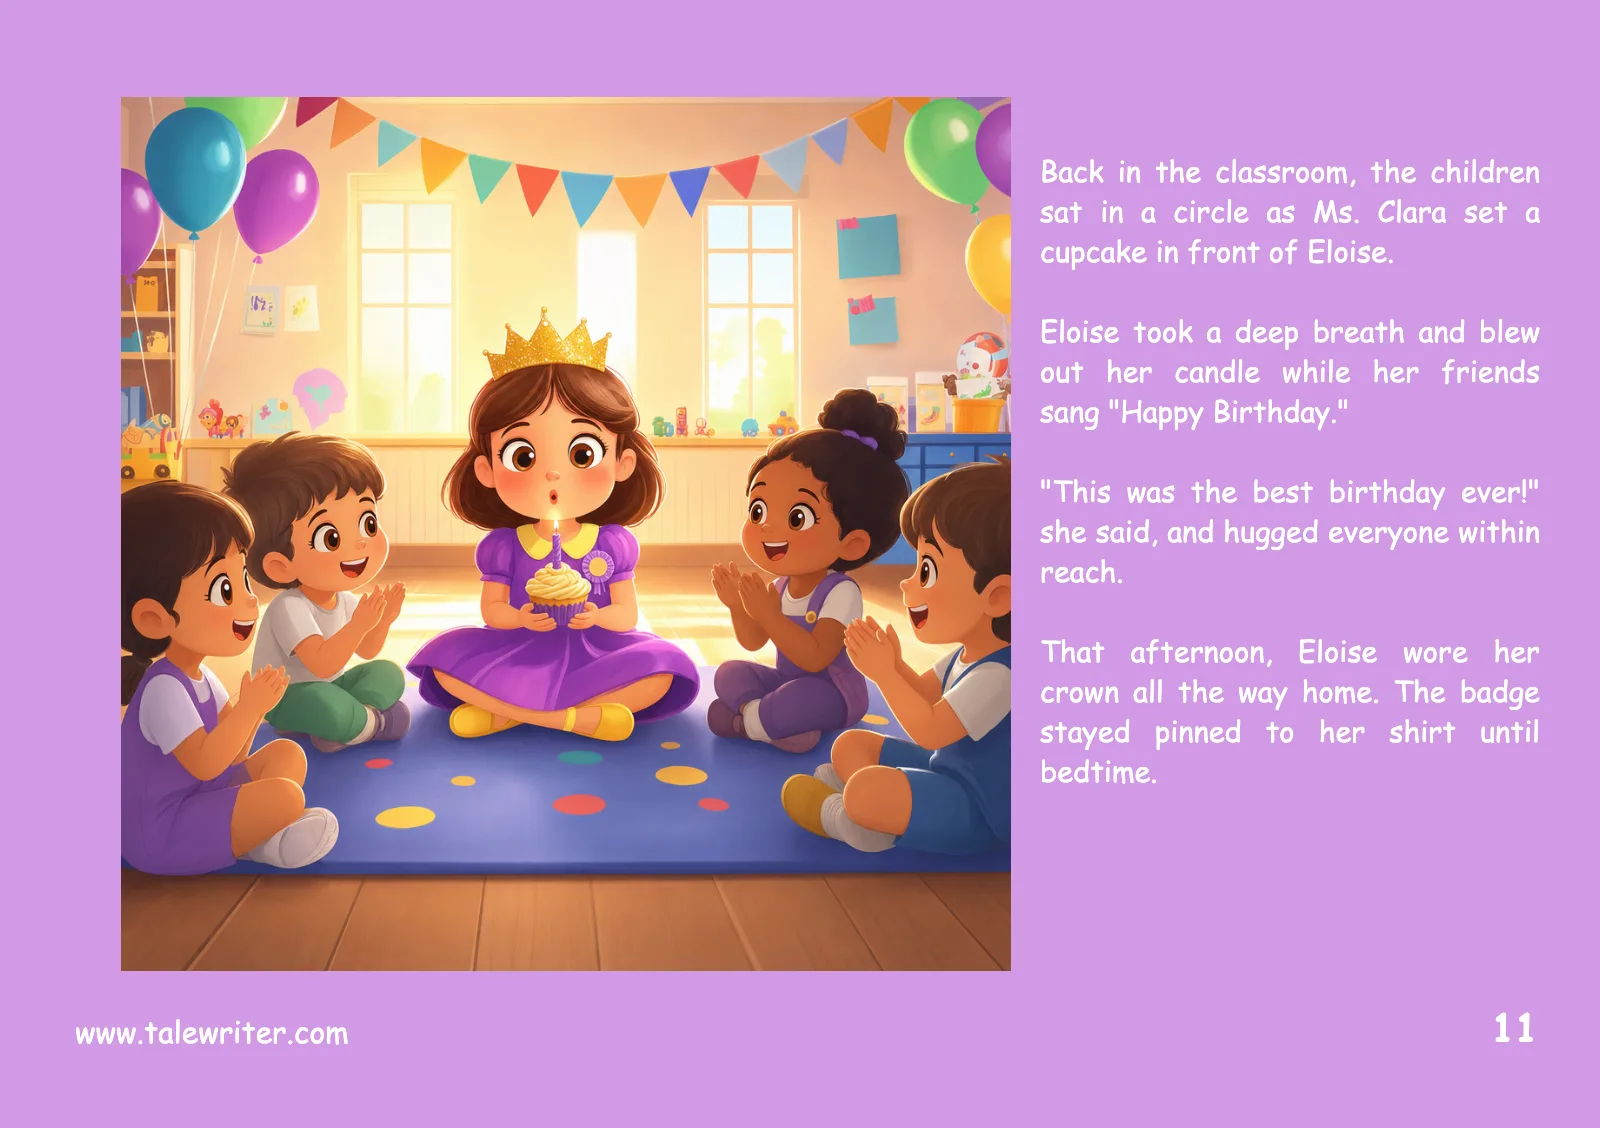 Back in the classroom, the children
sat in a circle as Ms. Clara set a
cupcake in front of Eloise.
Eloise took a deep breath and blew
out her candle while her friends
sang "Happy Birthday."
"This was the best birthday ever!"
she said, and hugged everyone within
reach.
That afternoon, Eloise wore her
crown all the way home. The badge
stayed pinned to her shirt until
bedtime.
www.talewriter.com
11